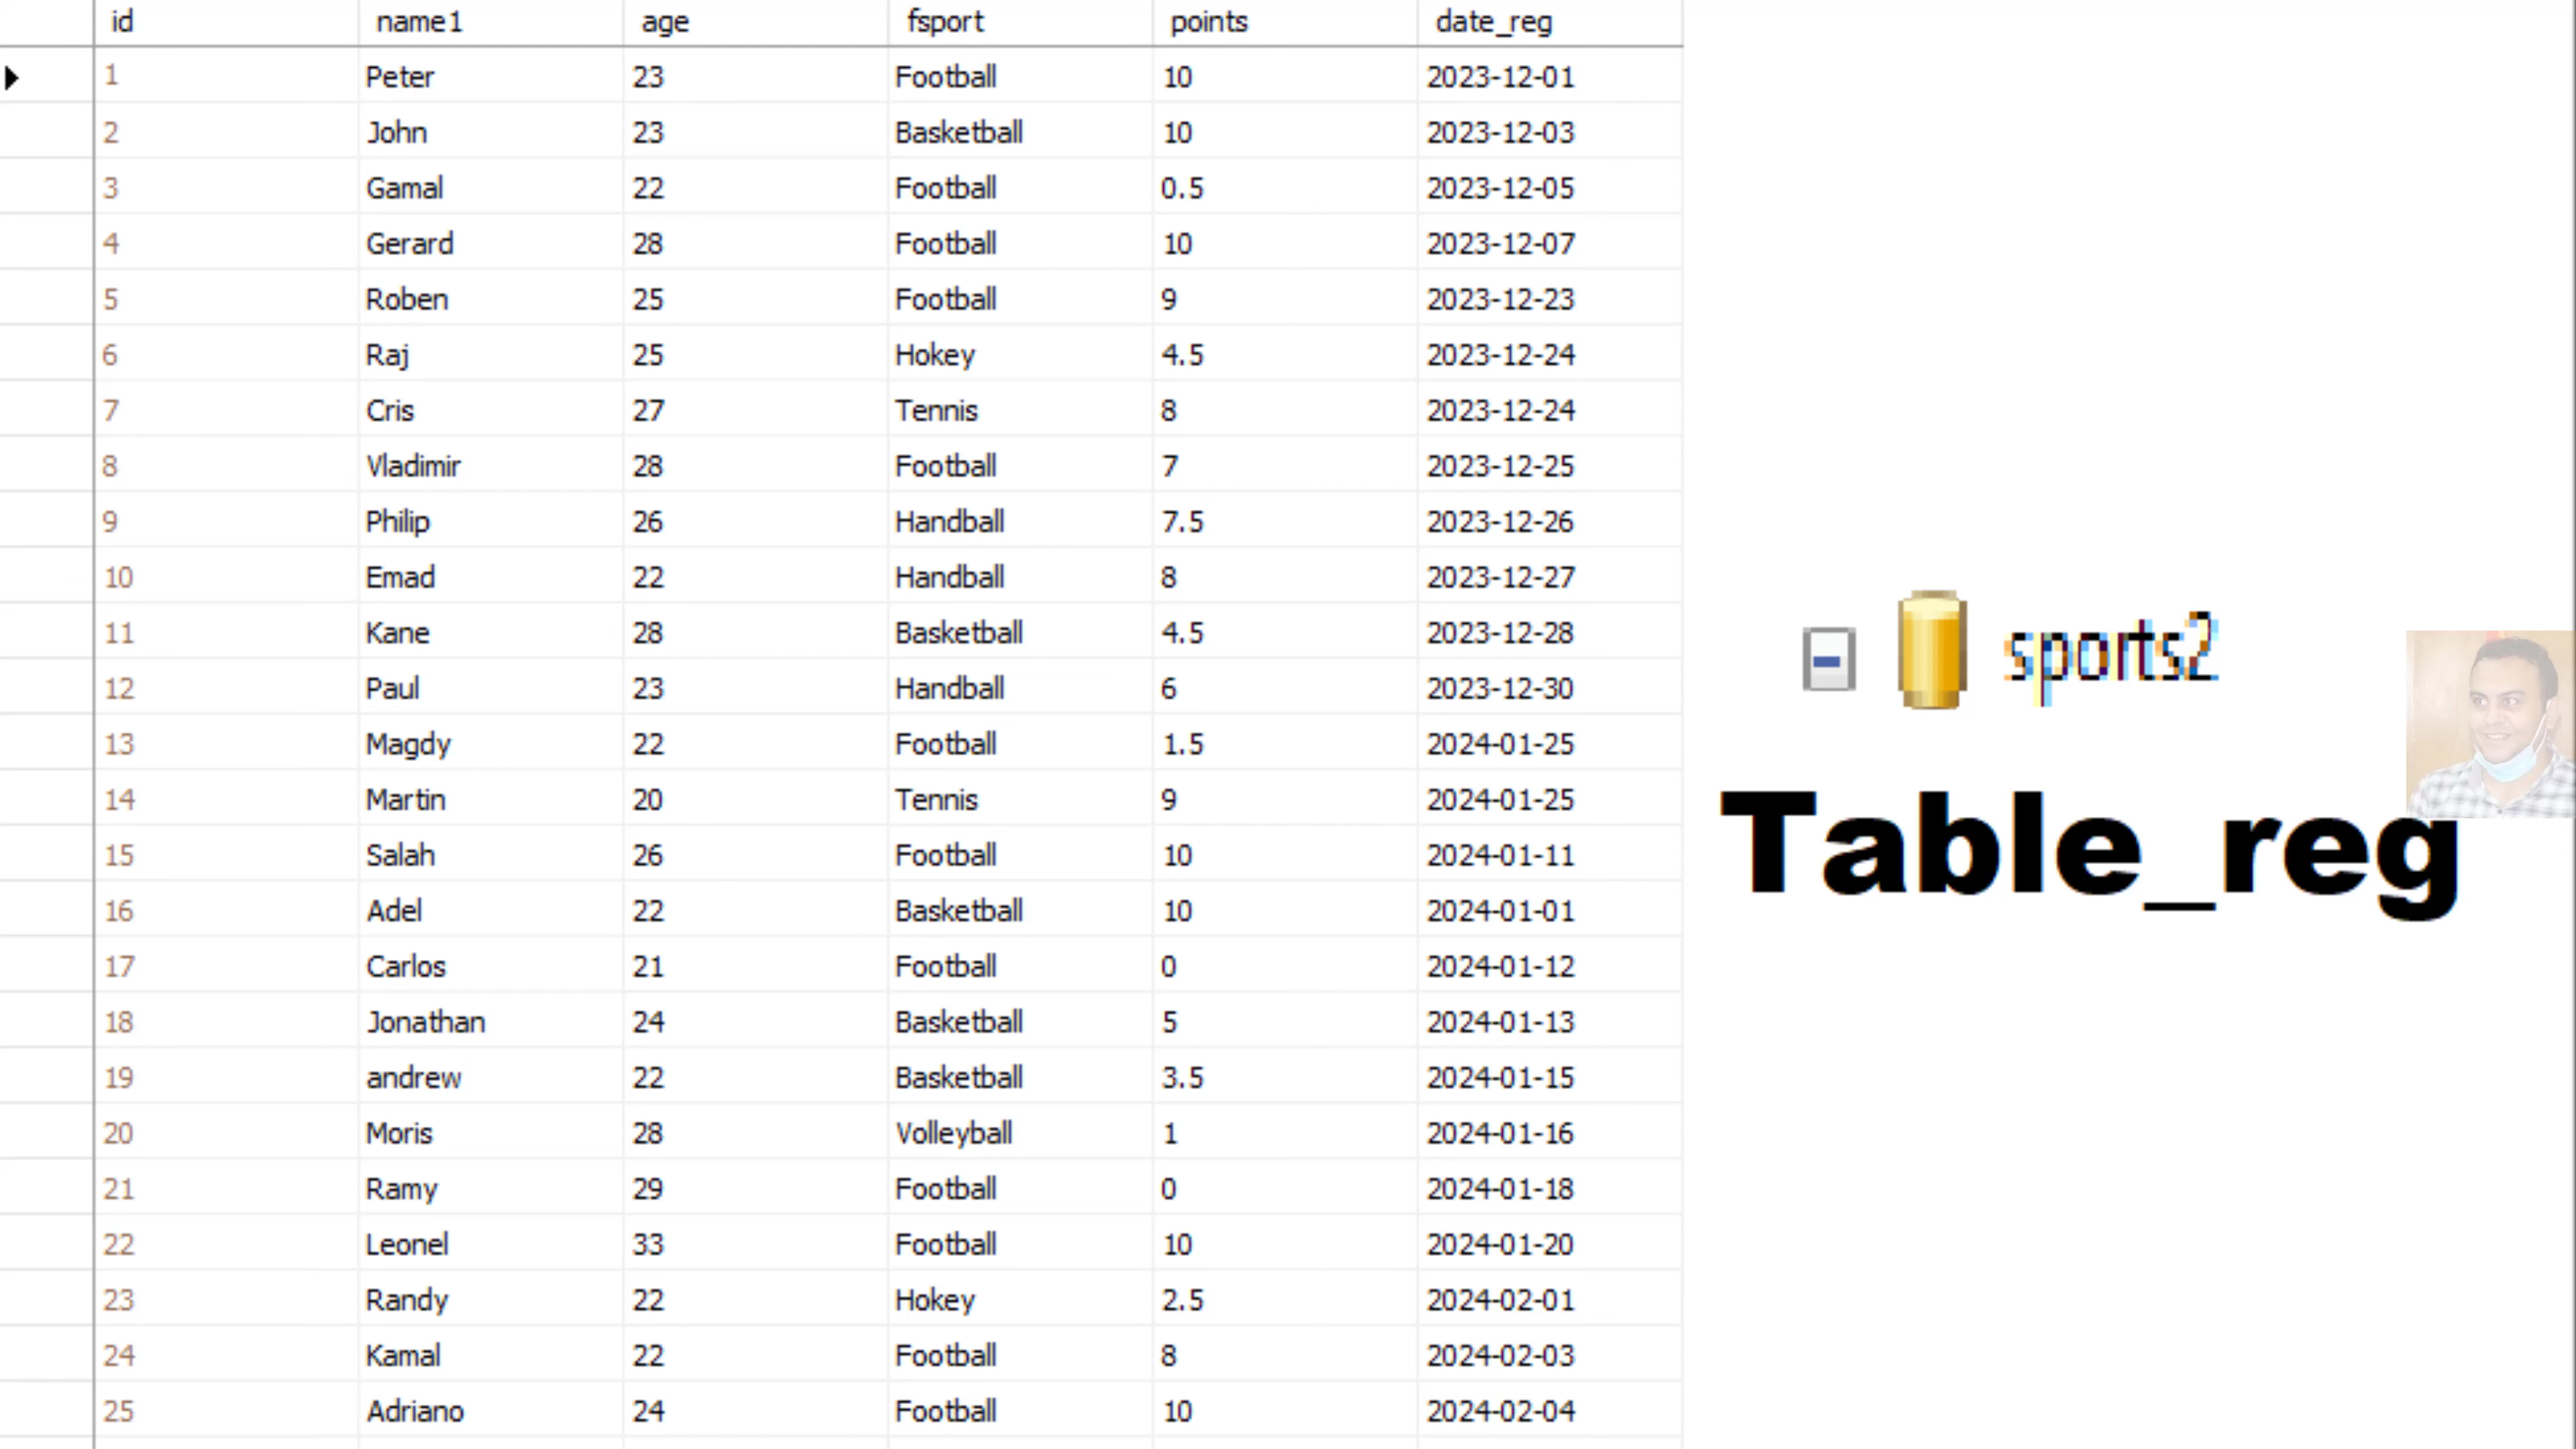 id name1 age fsport points date_reg
1 Peter 23 Football 10 2023-12-01
2 John 23 Basketball 10 2023-12-03
3 Gamal 22 Football 0.5 2023-12-05
4 Gerard 28 Football 10 2023-12-07
5 Roben 25 Football 9 2023-12-23
6 Raj 25 Hokey 4.5 2023-12-24
7 Cris 27 Tennis 8 2023-12-24
8 Vladimir 28 Football 7 2023-12-25
9 Philip 26 Handball 7.5 2023-12-26
10 Emad 22 Handball 8 2023-12-27
11 Kane 28 Basketball 4.5 2023-12-28
12 Paul 23 Handball 6 2023-12-30
13 Magdy 22 Football 1.5 2024-01-25
14 Martin 20 Tennis 9 2024-01-25
15 Salah 26 Football 10 2024-01-11
16 Adel 22 Basketball 10 2024-01-01
17 Carlos 21 Football 0 2024-01-12
18 Jonathan 24 Basketball 5 2024-01-13
19 andrew 22 Basketball 3.5 2024-01-15
20 Moris 28 Volleyball 1 2024-01-16
21 Ramy 29 Football 0 2024-01-18
22 Leonel 33 Football 10 2024-01-20
23 Randy 22 Hokey 2.5 2024-02-01
24 Kamal 22 Football 8 2024-02-03
25 Adriano 24 Football 10 2024-02-04
sports2
Table_reg